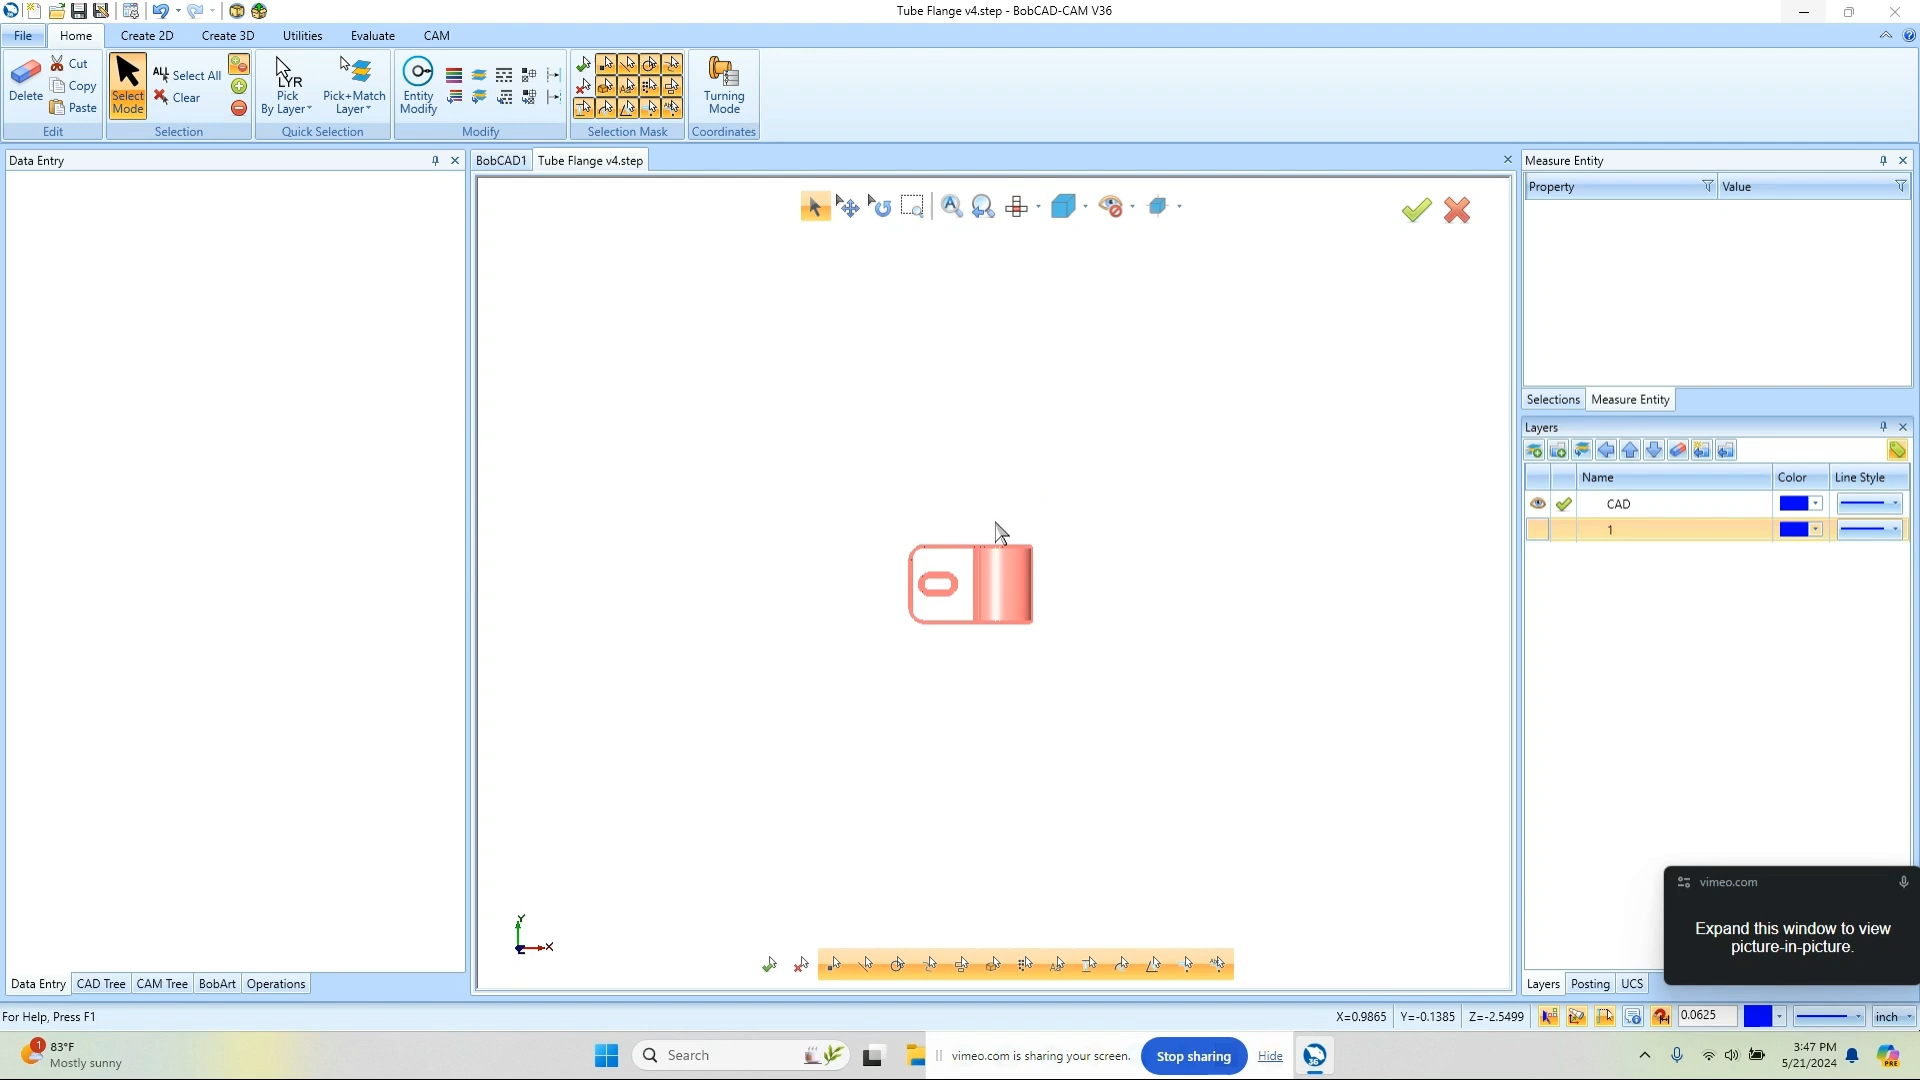 Tube Flange v4.step - BobCAD-CAM V36
File Home Create 2D Create 3D Utilities Evaluate CAM
Delete
Cut
Copy
Paste
Edit
Select
Mode
ALL Select All
Clear
Selection
LYR
Pick
By Layer
Pick+Match
Layer
Quick Selection
Entity
Modify
Modify
Selection Mask
Turning
Mode
Coordinates
Data Entry
BobCAD1 Tube Flange v4.step
Measure Entity
Property Value
Selections Measure Entity
Layers
Name Color Line Style
CAD
1
Y
X
Z
vimeo.com
Expand this window to view
picture-in-picture.
Data Entry CAD Tree CAM Tree BobArt Operations
Layers Posting UCS
For Help, Press F1
X=0.9865 Y=-0.1385 Z=-2.5499
0.0625
inch
1
83°F
Mostly sunny
Search
vimeo.com is sharing your screen.
Stop sharing
Hide
36
3:47 PM
5/21/2024
PRE